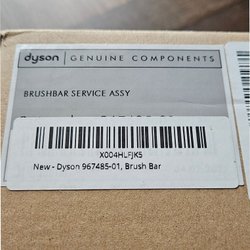 dyson | GENUINE COMPONENTS
BRUSHBAR SERVICE ASSY
X004HLFJK5
New - Dyson 967485-01, Brush Bar